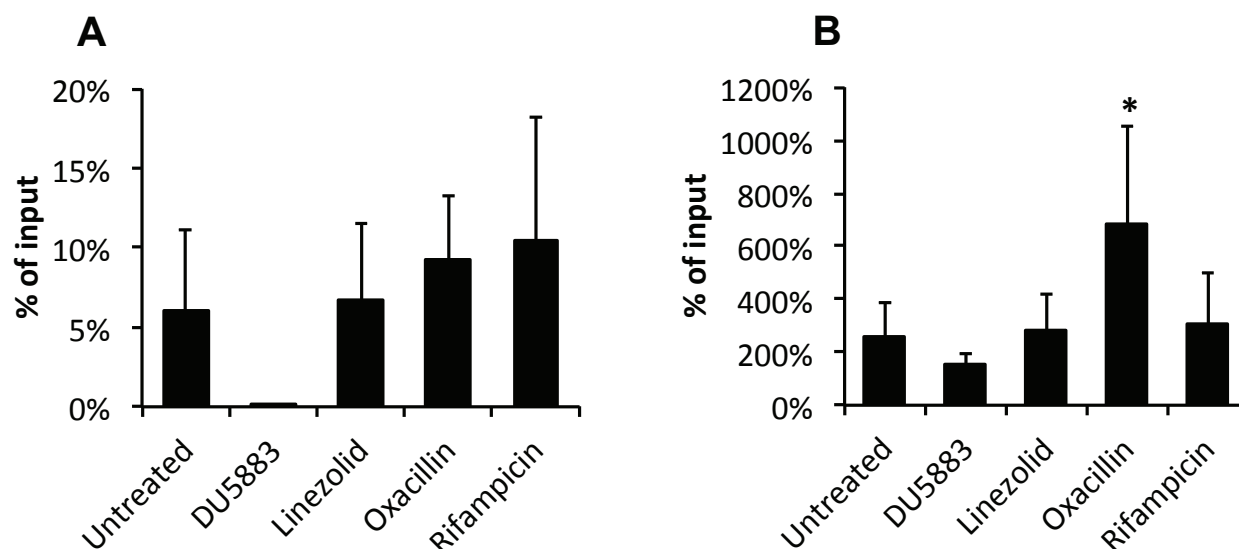 A
% of input
20%
15%
10%
5%
0%
Untreated
DU5883
Linezolid
Oxacillin
Rifampicin
B
% of input
1200%
1000%
800%
600%
400%
200%
0%
*
Untreated
DU5883
Linezolid
Oxacillin
Rifampicin